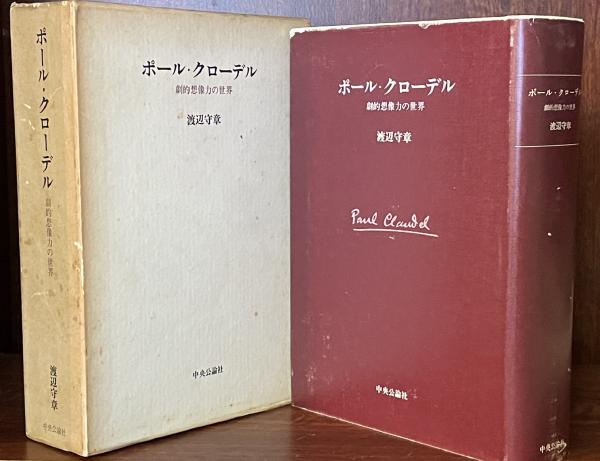 ポール・クローデル
劇的想像力の世界
渡辺守章
中央公論社
ポール・クローデル
劇的想像力の世界
渡辺守章
中央公論社
ポール・クローデル
劇的想像力の世界
渡辺守章
Paul Claudel
中央公論社
ポール・クローデル
劇的想像力の世界
渡辺守章
中央公論社